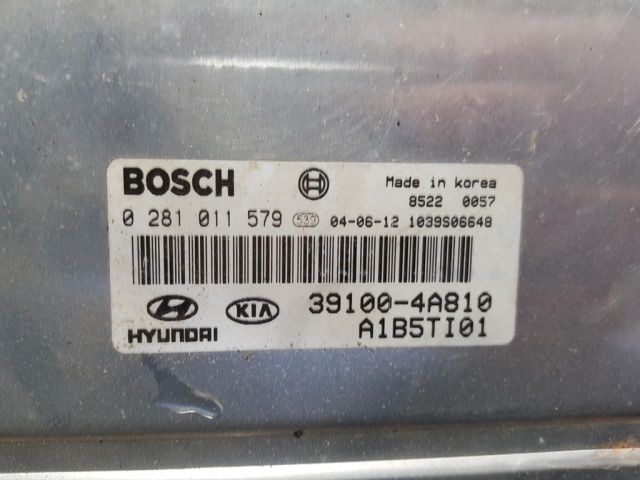 BOSCH
Made in korea
8522 0057
0 281 011 579 539 04-06-12 1039S06648
HYUNDAI KIA 39100-4A810
A1B5TI01